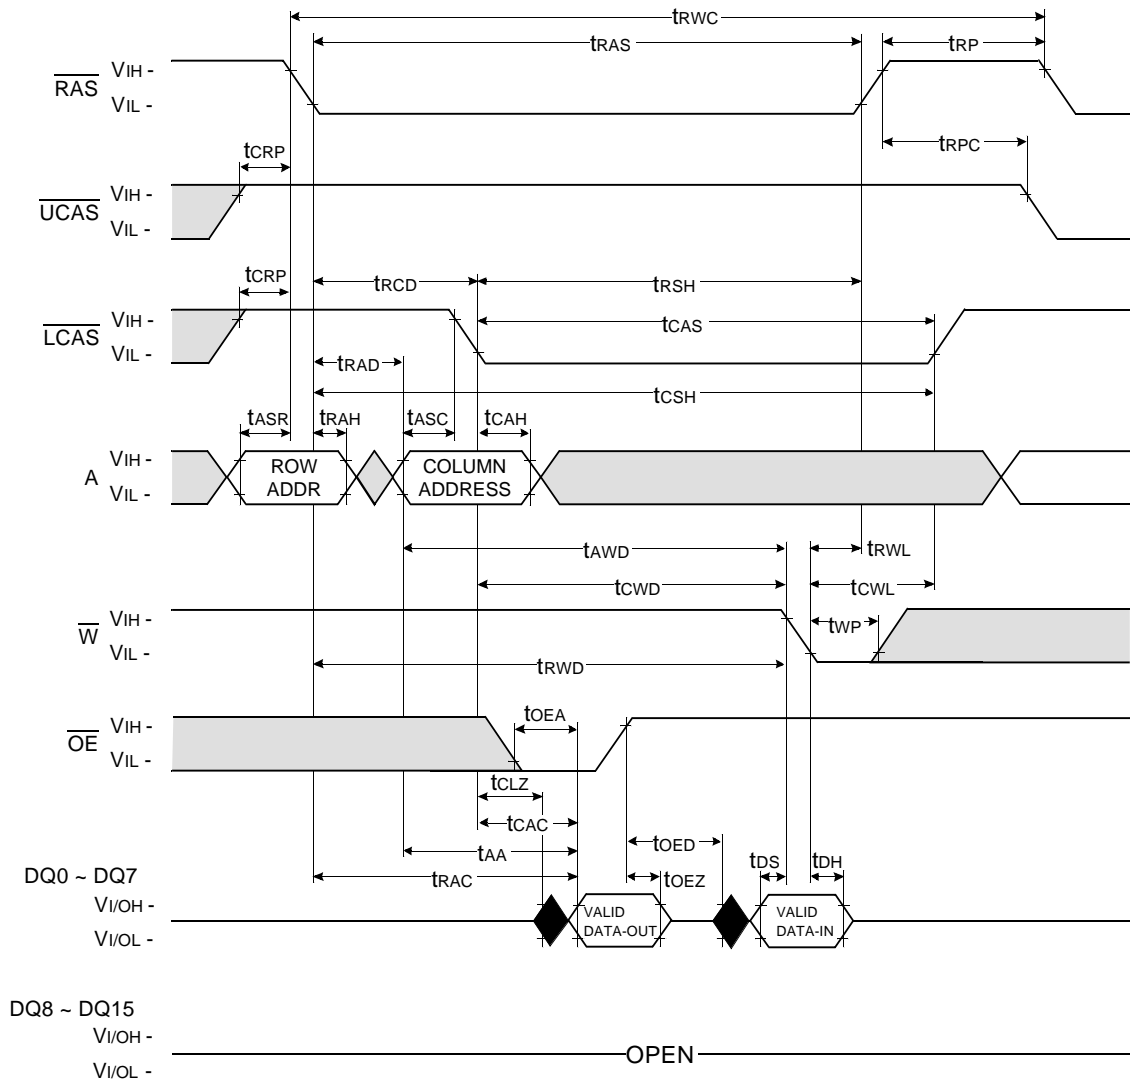 tRWC
tRAS
tRP
RAS
VIH -
VIL -
tCRP
tRPC
UCAS
VIH -
VIL -
tCRP
tRCD
tRSH
LCAS
VIH -
VIL -
tCAS
tRAD
tCSH
tASR
tRAH
tASC
tCAH
A
VIH -
VIL -
ROW
ADDR
COLUMN
ADDRESS
tAWD
tRWL
tCWD
tCWL
W
VIH -
VIL -
tWP
tRWD
OE
VIH -
VIL -
tOEA
tCLZ
tCAC
tOED
tAA
tDS
tDH
tRAC
tOEZ
DQ0 ~ DQ7
VI/OH -
VI/OL -
VALID
DATA-OUT
VALID
DATA-IN
DQ8 ~ DQ15
VI/OH -
VI/OL -
OPEN